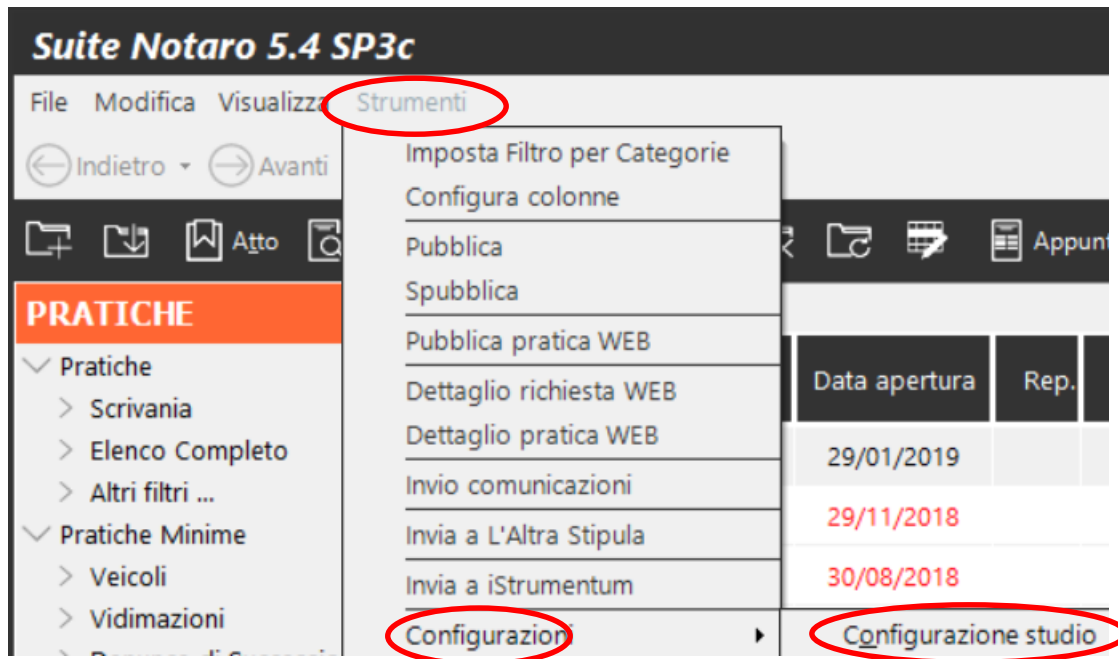 Suite Notaro 5.4 SP3c
File Modifica Visualizza Strumenti
Indietro Avanti
Imposta Filtro per Categorie
Configura colonne
Atto
Appunt
Pubblica
Spubblica
PRATICHE
Pubblica pratica WEB
Pratiche
Dettaglio richiesta WEB
Data apertura Rep.
Scrivania
Dettaglio pratica WEB
Elenco Completo
29/01/2019
Altri filtri ...
Invio comunicazioni
29/11/2018
Pratiche Minime
Invia a L'Altra Stipula
Veicoli
Invia a iStrumentum
30/08/2018
Vidimazioni
Configurazioni
Configurazione studio